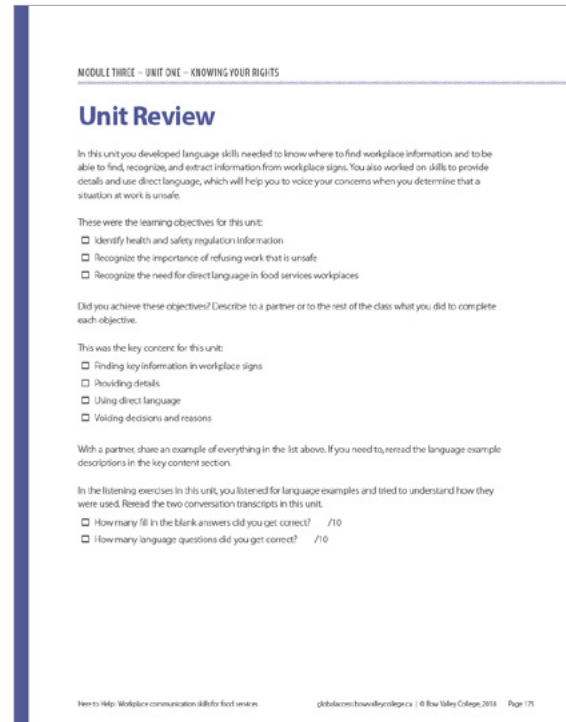 MODULE THREE – UNIT ONE – KNOWING YOUR RIGHTS
Unit Review
In this unit you developed language skills needed to know where to find workplace information and to be
able to find, recognize, and extract information from workplace signs. You also worked on skills to provide
details and use direct language, which will help you to voice your concerns when you determine that a
situation at work is unsafe.
These were the learning objectives for this unit:
Identify health and safety regulation information
Recognize the importance of refusing work that is unsafe
Recognize the need for direct language in food services workplaces
Did you achieve these objectives? Describe to a partner or to the rest of the class what you did to complete
each objective.
This was the key content for this unit:
Finding key information in workplace signs
Providing details
Using direct language
Voicing decisions and reasons
With a partner, share an example of everything in the list above. If you need to, reread the language example
descriptions in the key content section.
In the listening exercises in this unit, you listened for language examples and tried to understand how they
were used. Reread the two conversation transcripts in this unit.
How many fill in the blank answers did you get correct? /10
How many language questions did you get correct? /10
Here to Help: Workplace communication skills for food services globalaccess.bowvalleycollege.ca | © Bow Valley College, 2018 Page 175